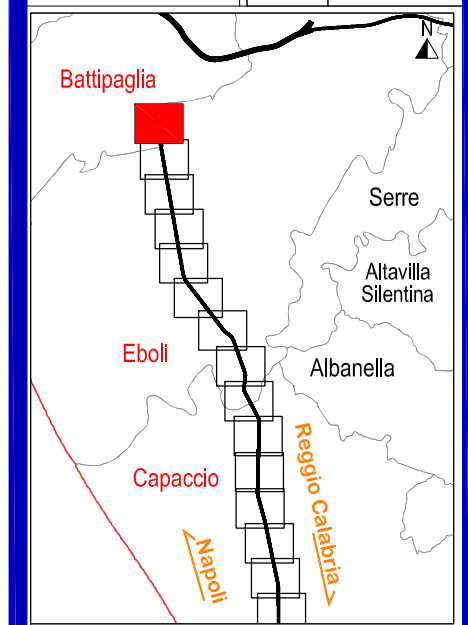 N
Battipaglia
Serre
Altavilla
Silentina
Eboli
Albanella
Capaccio
Reggio Calabria
Napoli